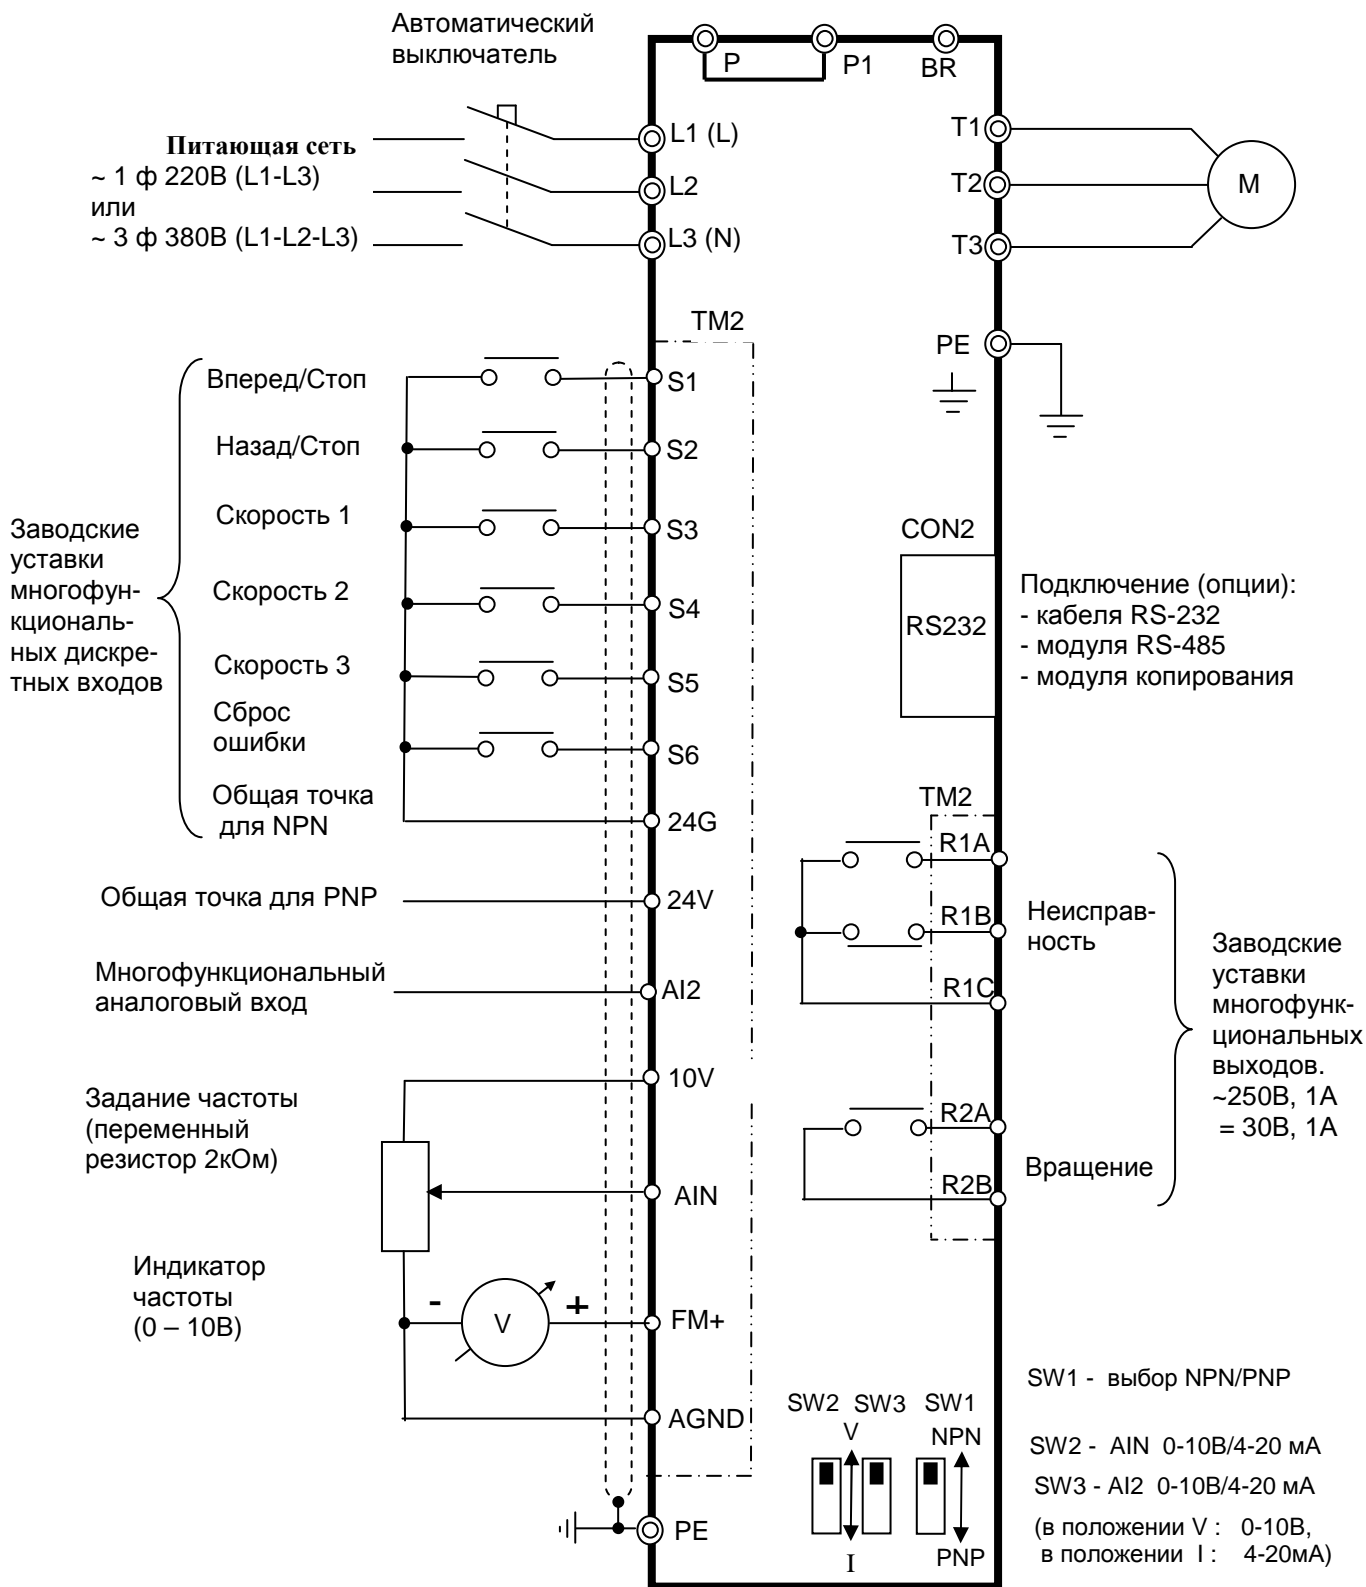 Автоматический
выключатель
P
P1
BR
Питающая сеть
~ 1 ф 220В (L1-L3)
или
~ 3 ф 380В (L1-L2-L3)
L1 (L)
L2
L3 (N)
T1
T2
T3
M
PE
TM2
Заводские
уставки
многофун-
кциональ-
ных дискре-
тных входов
Вперед/Стоп
S1
Назад/Стоп
S2
Скорость 1
S3
Скорость 2
S4
Скорость 3
S5
Сброс
ошибки
S6
Общая точка
для NPN
24G
Общая точка для PNP
24V
Многофункциональный
аналоговый вход
AI2
10V
Задание частоты
(переменный
резистор 2кОм)
AIN
Индикатор
частоты
(0 – 10В)
-
V
+
FM+
AGND
PE
CON2
RS232
Подключение (опции):
- кабеля RS-232
- модуля RS-485
- модуля копирования
TM2
R1A
R1B
R1C
Неисправ-
ность
R2A
R2B
Вращение
Заводские
уставки
многофунк-
циональных
выходов.
~250В, 1А
= 30В, 1А
SW2 SW3 SW1
V
NPN
I
PNP
SW1 - выбор NPN/PNP
SW2 - AIN 0-10В/4-20 мА
SW3 - AI2 0-10В/4-20 мА
(в положении V : 0-10В,
в положении I : 4-20мА)